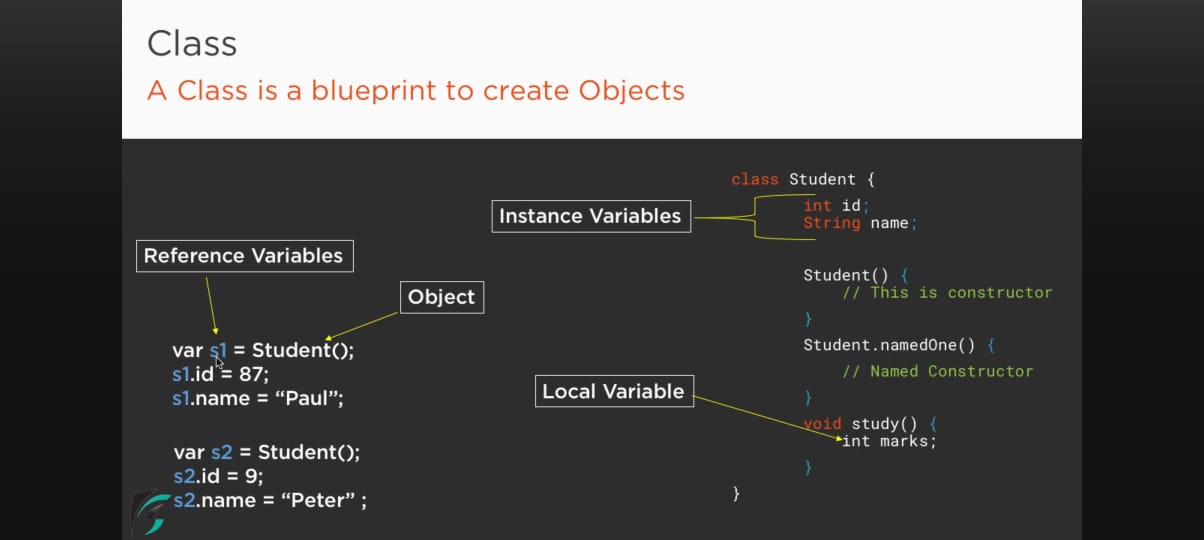 Class
A Class is a blueprint to create Objects
Reference Variables
Object
var s1 = Student();
s1.id = 87;
s1.name = “Paul”;
var s2 = Student();
s2.id = 9;
s2.name = “Peter” ;
Instance Variables
Local Variable
class Student {
int id;
String name;
Student() {
// This is constructor
}
Student.namedOne() {
// Named Constructor
}
void study() {
int marks;
}
}